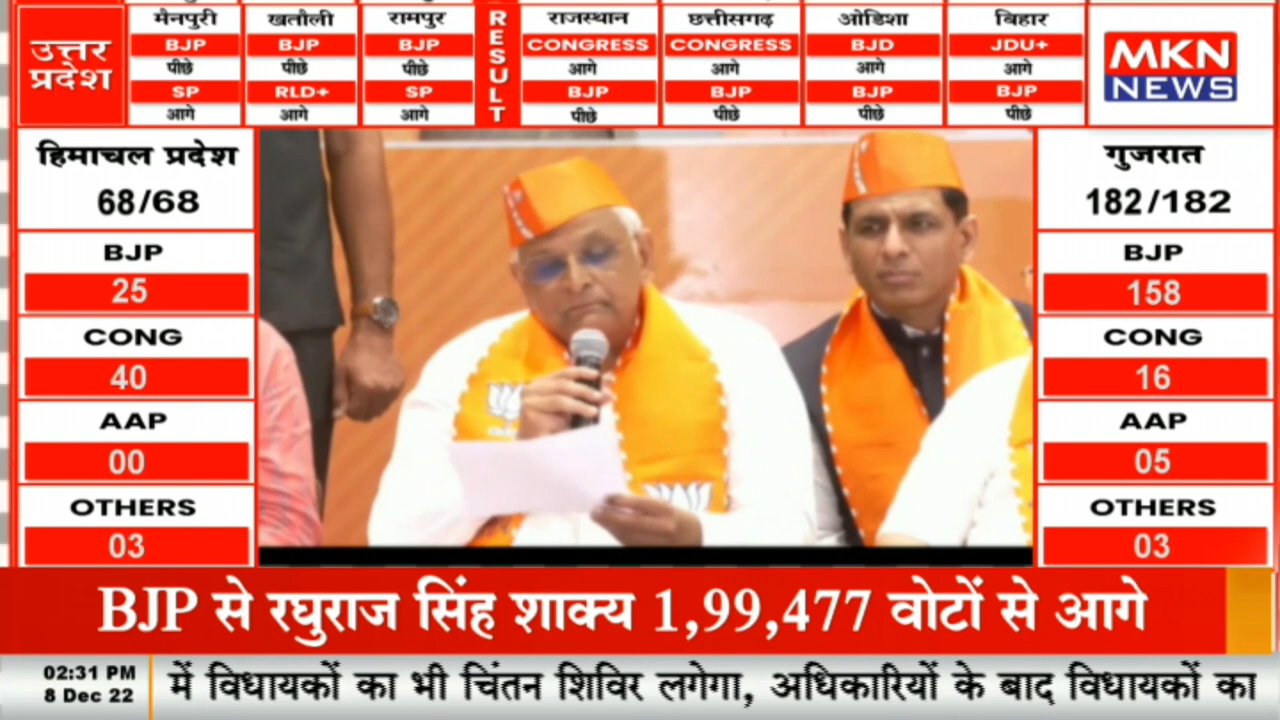 उत्तर
प्रदेश
मैनपुरी
BJP
पीछे
SP
आगे
खतौली
BJP
पीछे
RLD+
आगे
रामपुर
BJP
पीछे
SP
आगे
RESULT
राजस्थान
CONGRESS
आगे
BJP
पीछे
छत्तीसगढ़
CONGRESS
आगे
BJP
पीछे
ओडिशा
BJD
आगे
BJP
पीछे
बिहार
JDU+
आगे
BJP
पीछे
MKN
NEWS
हिमाचल प्रदेश
68/68
BJP
25
CONG
40
AAP
00
OTHERS
03
गुजरात
182/182
BJP
158
CONG
16
AAP
05
OTHERS
03
BJP से रघुराज सिंह शाक्य 1,99,477 वोटों से आगे
02:31 PM
8 Dec 22
में विधायकों का भी चिंतन शिविर लगेगा, अधिकारियों के बाद विधायकों का